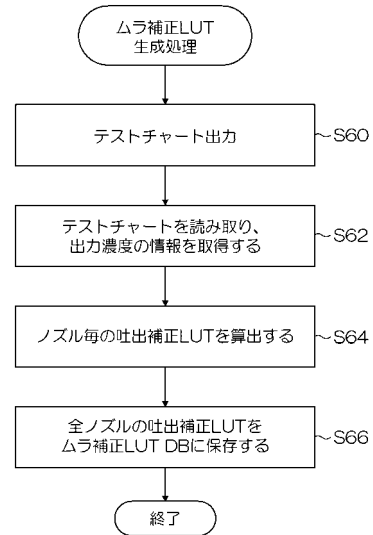 ムラ補正LUT
生成処理
テストチャート出力
S60
テストチャートを読み取り、
出力濃度の情報を取得する
S62
ノズル毎の吐出補正LUTを算出する
S64
全ノズルの吐出補正LUTを
ムラ補正LUT DBに保存する
S66
終了